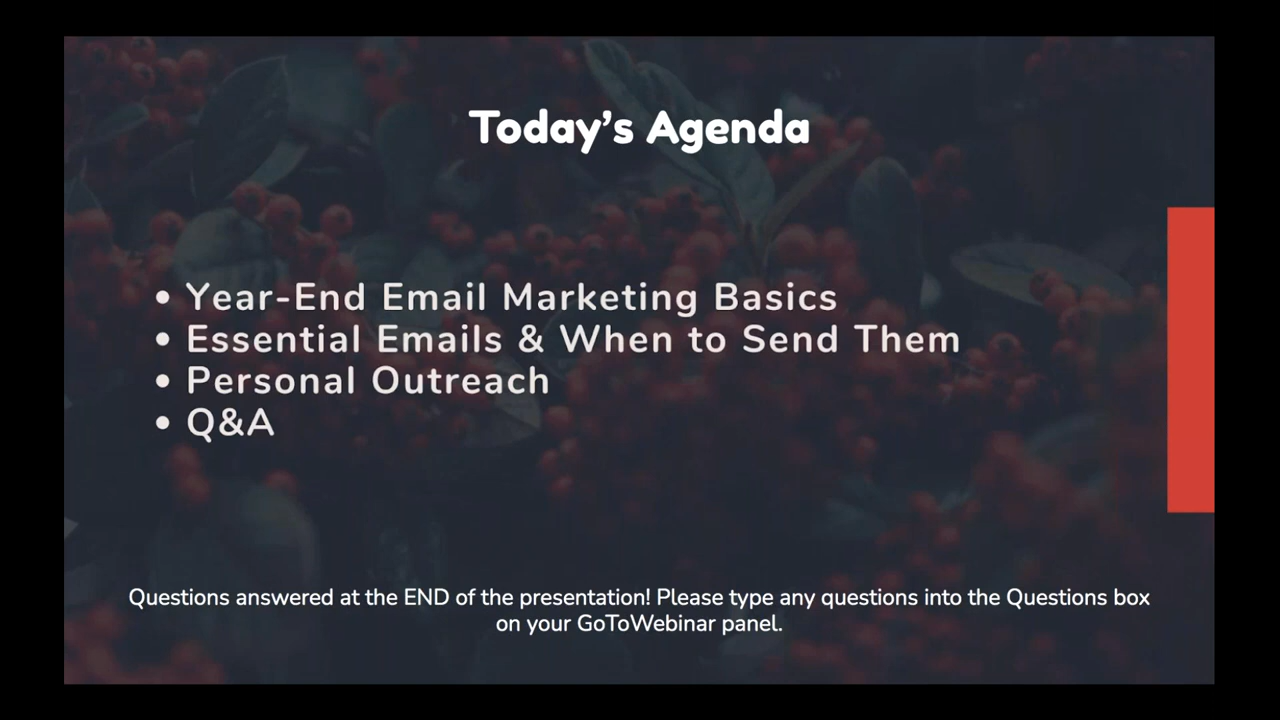 Today’s Agenda
• Year-End Email Marketing Basics
• Essential Emails & When to Send Them
• Personal Outreach
• Q&A
Questions answered at the END of the presentation! Please type any questions into the Questions box
on your GoToWebinar panel.